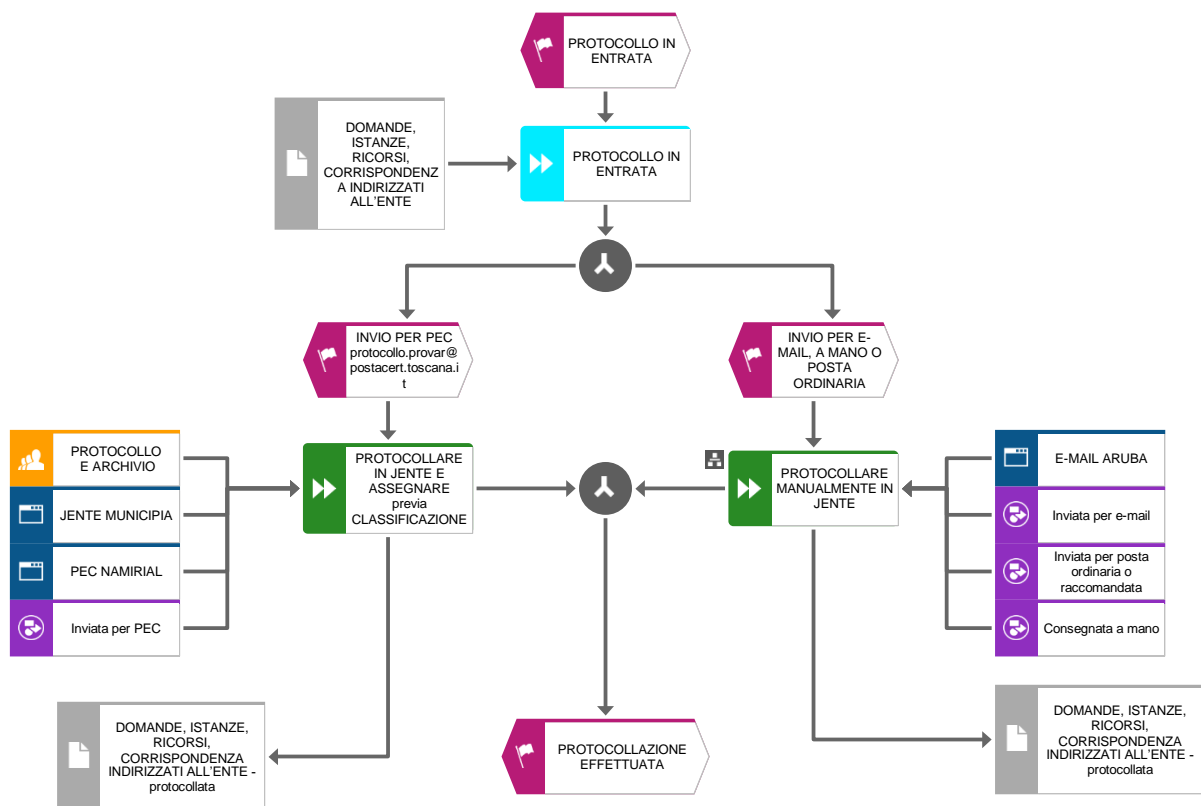 PROTOCOLLO IN
ENTRATA
DOMANDE,
ISTANZE,
RICORSI,
CORRISPONDENZ
A INDIRIZZATI
ALL'ENTE
PROTOCOLLO IN
ENTRATA
INVIO PER PEC
protocollo.provar@
postacert.toscana.i
t
INVIO PER E-
MAIL, A MANO O
POSTA
ORDINARIA
PROTOCOLLO
E ARCHIVIO
JENTE MUNICIPIA
PEC NAMIRIAL
Inviata per PEC
PROTOCOLLARE
IN JENTE E
ASSEGNARE
previa
CLASSIFICAZIONE
PROTOCOLLARE
MANUALMENTE IN
JENTE
E-MAIL ARUBA
Inviata per e-mail
Inviata per posta
ordinaria o
raccomandata
Consegnata a mano
DOMANDE, ISTANZE,
RICORSI,
CORRISPONDENZA
INDIRIZZATI ALL'ENTE -
protocollata
PROTOCOLLAZIONE
EFFETTUATA
DOMANDE, ISTANZE,
RICORSI,
CORRISPONDENZA
INDIRIZZATI ALL'ENTE -
protocollata